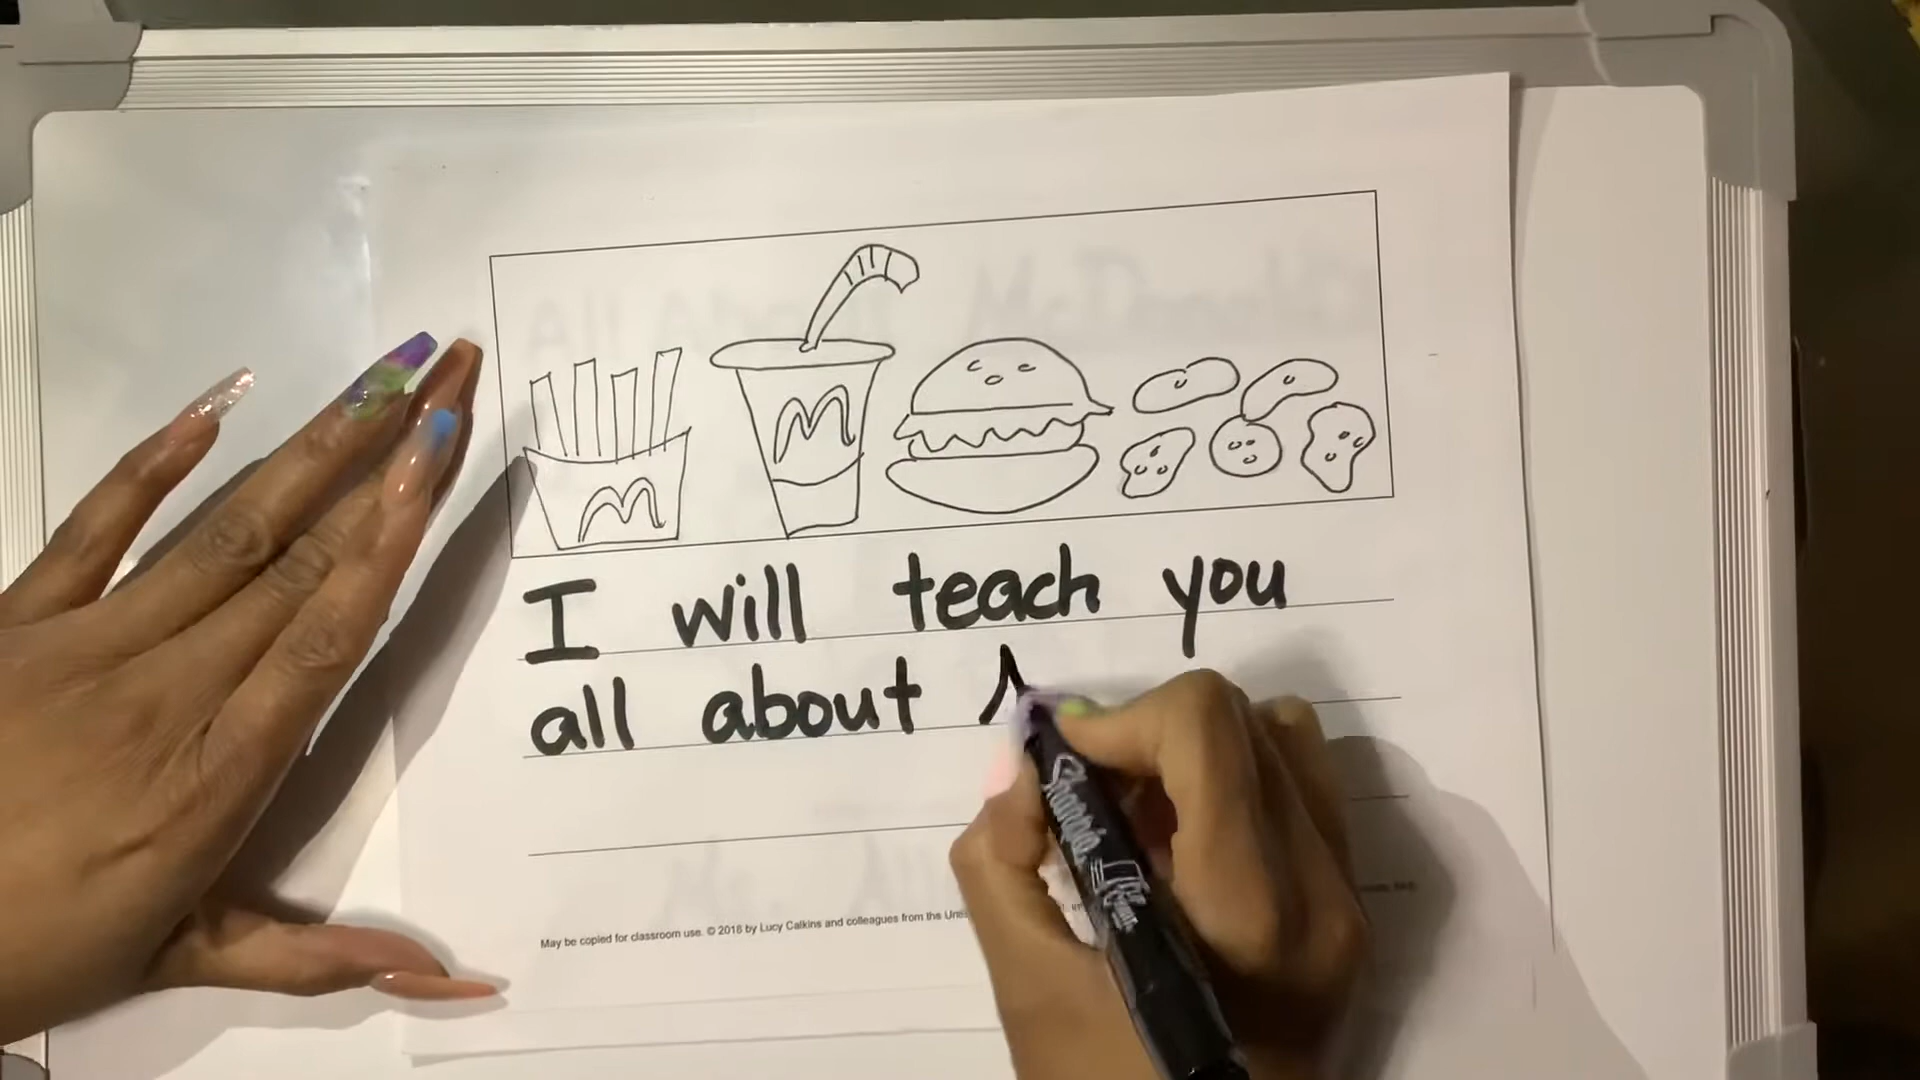 M M
I will teach you
all about
May be copied for classroom use. © 2018 by Lucy Calkins and colleagues from the
Sharpie